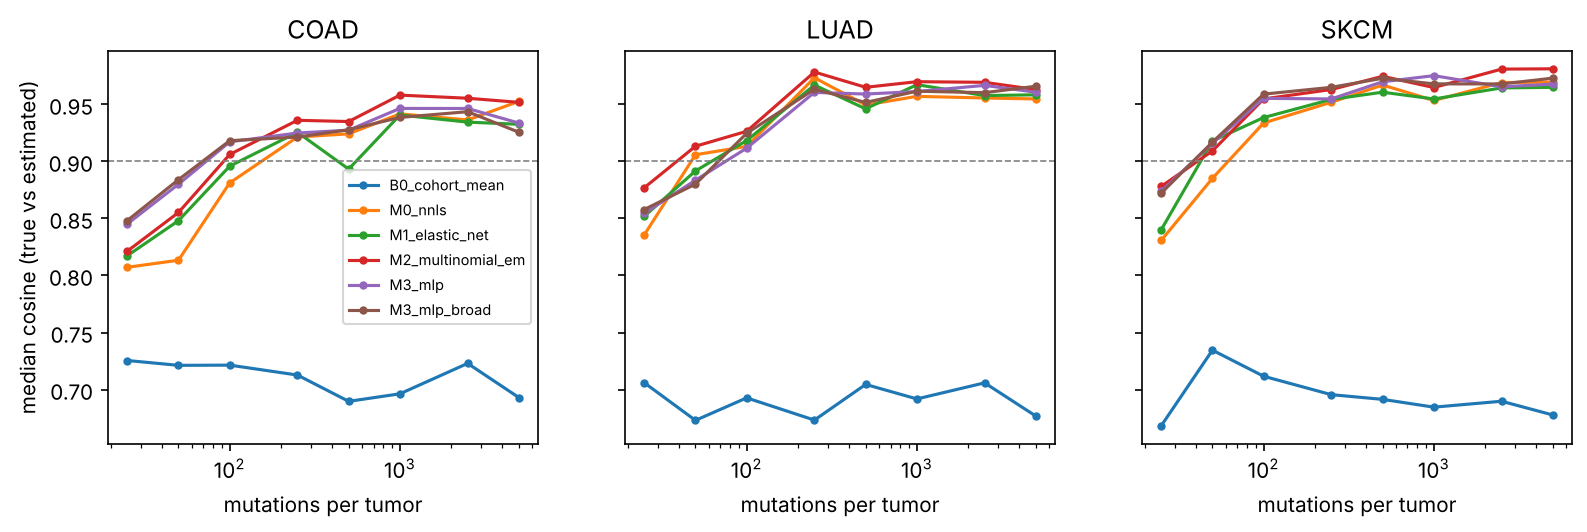 COAD
LUAD
SKCM
median cosine (true vs estimated)
0.95
0.90
0.85
0.80
0.75
0.70
B0_cohort_mean
M0_nnls
M1_elastic_net
M2_multinomial_em
M3_mlp
M3_mlp_broad
10²
10³
10²
10³
10²
10³
mutations per tumor
mutations per tumor
mutations per tumor